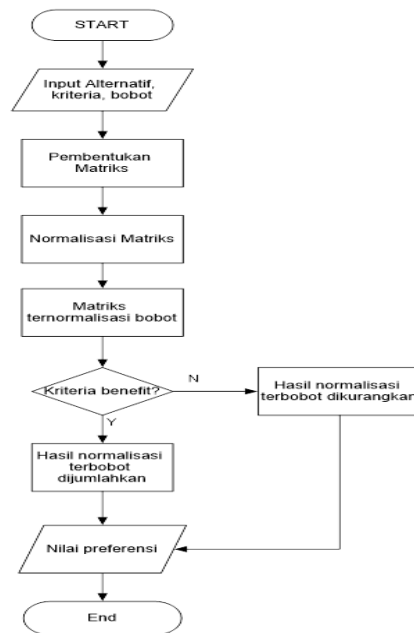 START
Input Alternatif,
kriteria, bobot
Pembentukan
Matriks
Normalisasi Matriks
Matriks
ternormalisasi bobot
Kriteria benefit?
N
Hasil normalisasi
terbobot dikurangkan
Y
Hasil normalisasi
terbobot
dijumlahkan
Nilai preferensi
End